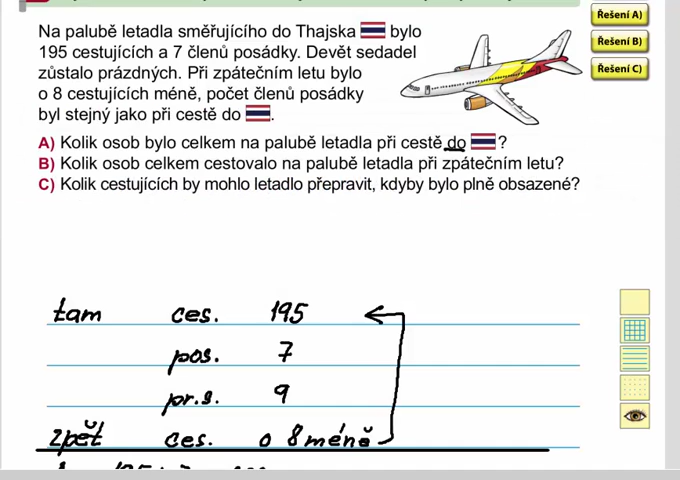 Na palubě letadla směřujícího do Thajska bylo
195 cestujících a 7 členů posádky. Devět sedadel
zůstalo prázdných. Při zpátečním letu bylo
o 8 cestujících méně, počet členů posádky
byl stejný jako při cestě do .
A) Kolik osob bylo celkem na palubě letadla při cestě do ?
B) Kolik osob celkem cestovalo na palubě letadla při zpátečním letu?
C) Kolik cestujících by mohlo letadlo přepravit, kdyby bylo plně obsazené?
Řešení A)
Řešení B)
Řešení C)
tam ces. 195
pos. 7
pr.s. 9
zpět ces. o 8 méně